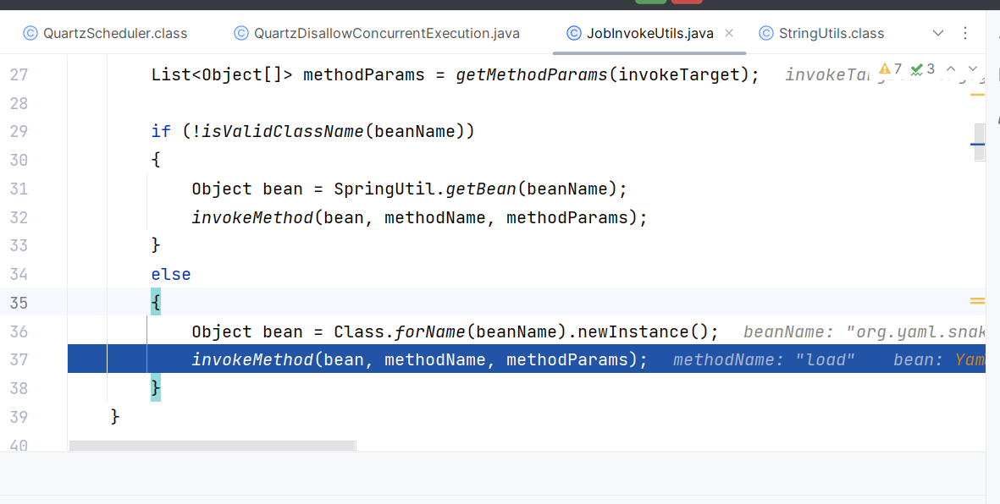 QuartzScheduler.class QuartzDisallowConcurrentExecution.java JobInvokeUtils.java StringUtils.class
27 List<Object[]> methodParams = getMethodParams(invokeTarget); 7 3
28
29 if (!isValidClassName(beanName))
30 {
31 Object bean = SpringUtil.getBean(beanName);
32 invokeMethod(bean, methodName, methodParams);
33 }
34 else
35 {
36 Object bean = Class.forName(beanName).newInstance(); beanName: "org.yaml.snak
37 invokeMethod(bean, methodName, methodParams); methodName: "load" bean: Yam
38 }
39 }
40